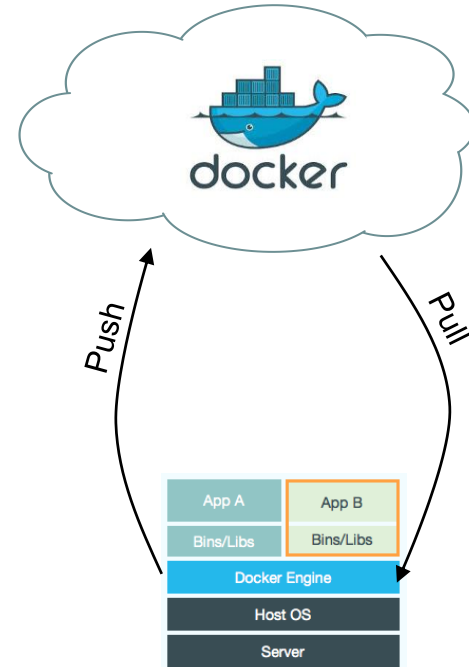 docker
Push
Pull
App A
App B
Bins/Libs
Bins/Libs
Docker Engine
Host OS
Server